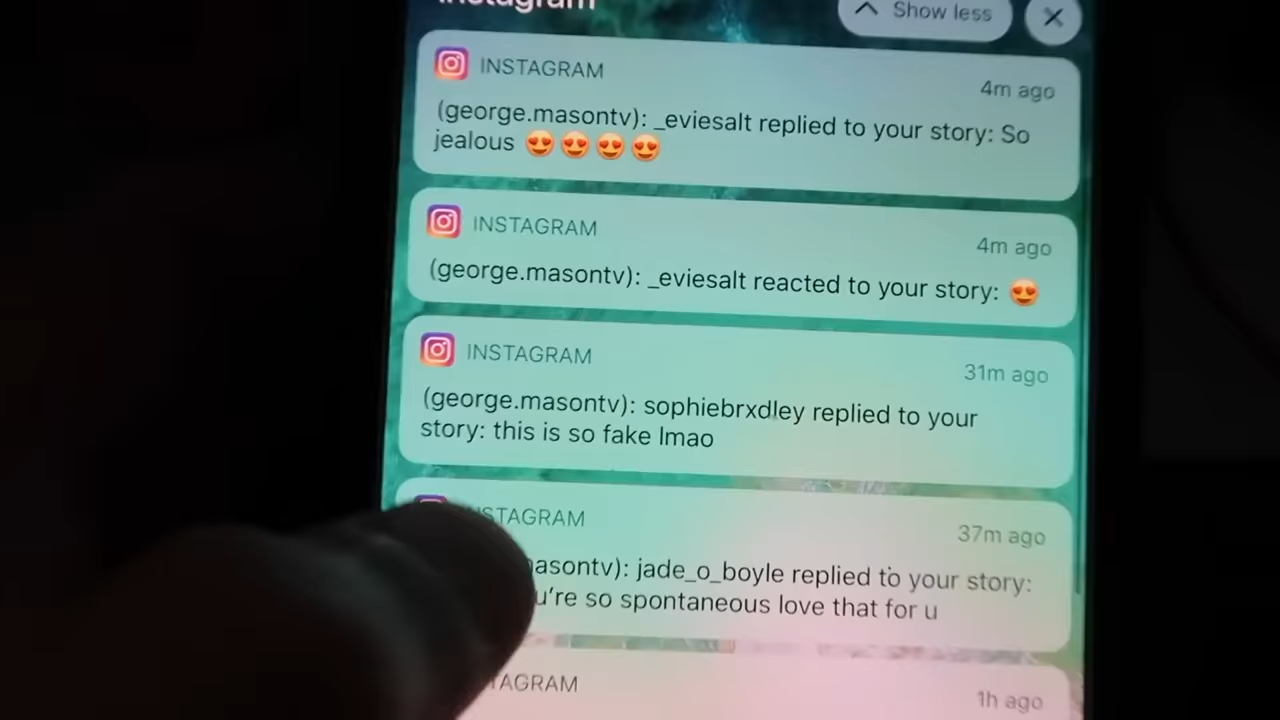 Instagram
Show less
INSTAGRAM
4m ago
(george.masontv): _eviesalt replied to your story: So
jealous 😍😍😍😍
INSTAGRAM
4m ago
(george.masontv): _eviesalt reacted to your story: 😍
INSTAGRAM
31m ago
(george.masontv): sophiebrxdley replied to your
story: this is so fake lmao
STAGRAM
37m ago
asontv): jade_o_boyle replied to your story:
u're so spontaneous love that for u
TAGRAM
1h ago